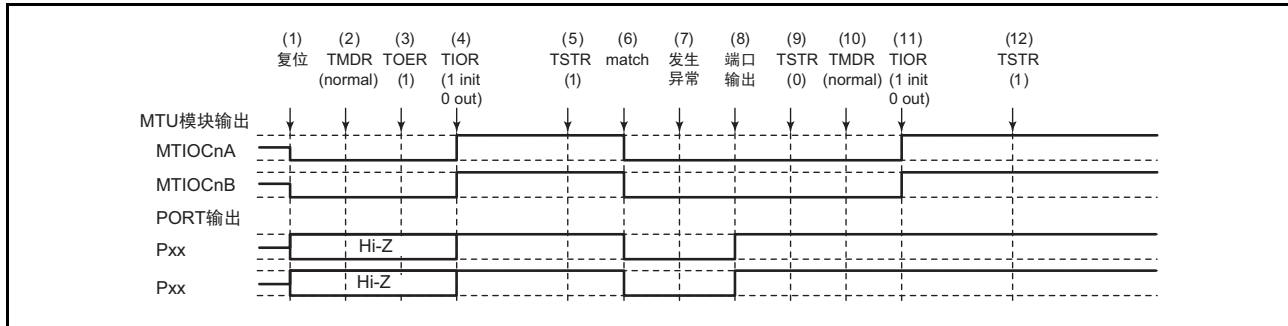 (1) (2) (3) (4) (5) (6) (7) (8) (9) (10) (11) (12)
复位 TMDR TOER TIOR TSTR match 发生 端口 TSTR TMDR TIOR TSTR
(normal) (1) (1 init (1) 异常 输出 (0) (normal) (1 init (1)
0 out) 0 out)
MTU模块输出
MTIOCnA
MTIOCnB
PORT输出
Pxx Hi-Z
Pxx Hi-Z